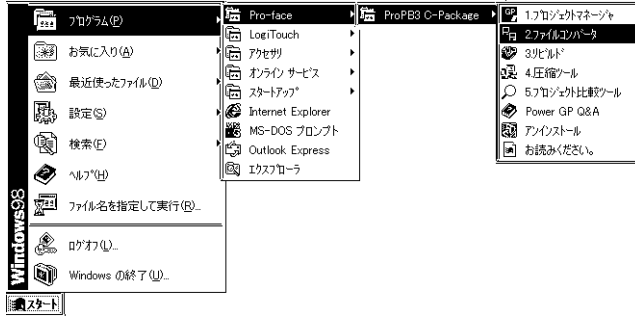 プログラム(P)
お気に入り(A)
最近使ったファイル(D)
設定(S)
検索(F)
ヘルプ(H)
ファイル名を指定して実行(R)...
ログオフ(L)...
Windows の終了(U)...
Windows98
スタート
Pro-face
LogiTouch
アクセサリ
オンライン サービス
スタートアップ
Internet Explorer
MS-DOS プロンプト
Outlook Express
エクスプローラ
ProPB3 C-Package
1.プロジェクトマネージャ
2.ファイルコンバータ
3.リビルド
4.圧縮ツール
5.プロジェクト比較ツール
Power GP Q&A
アンインストール
お読みください。